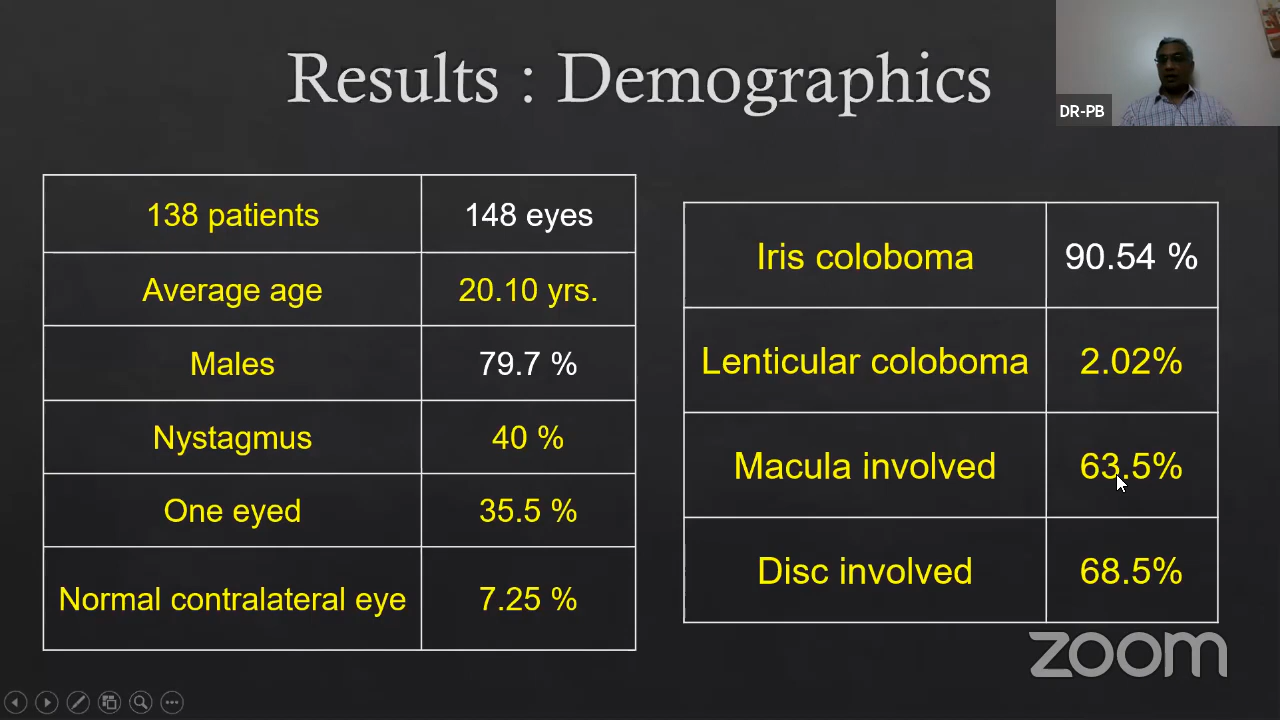 Results : Demographics
DR-PB
138 patients 148 eyes
Average age 20.10 yrs.
Males 79.7 %
Nystagmus 40 %
One eyed 35.5 %
Normal contralateral eye 7.25 %
Iris coloboma 90.54 %
Lenticular coloboma 2.02%
Macula involved 63.5%
Disc involved 68.5%
zoom